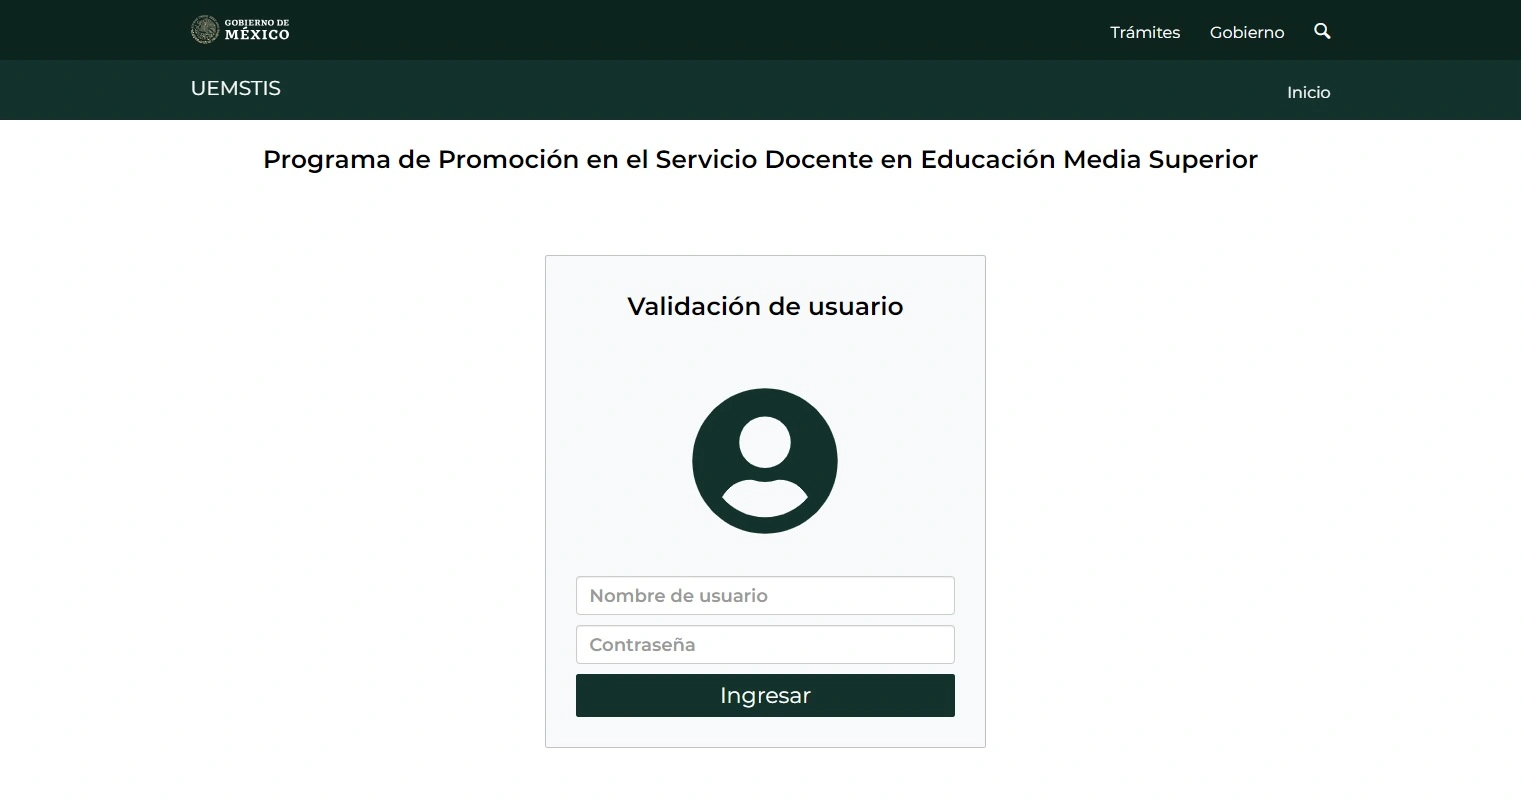 GOBIERNO DE
MÉXICO
Trámites
Gobierno
UEMSTIS
Inicio
Programa de Promoción en el Servicio Docente en Educación Media Superior
Validación de usuario
Nombre de usuario
Contraseña
Ingresar